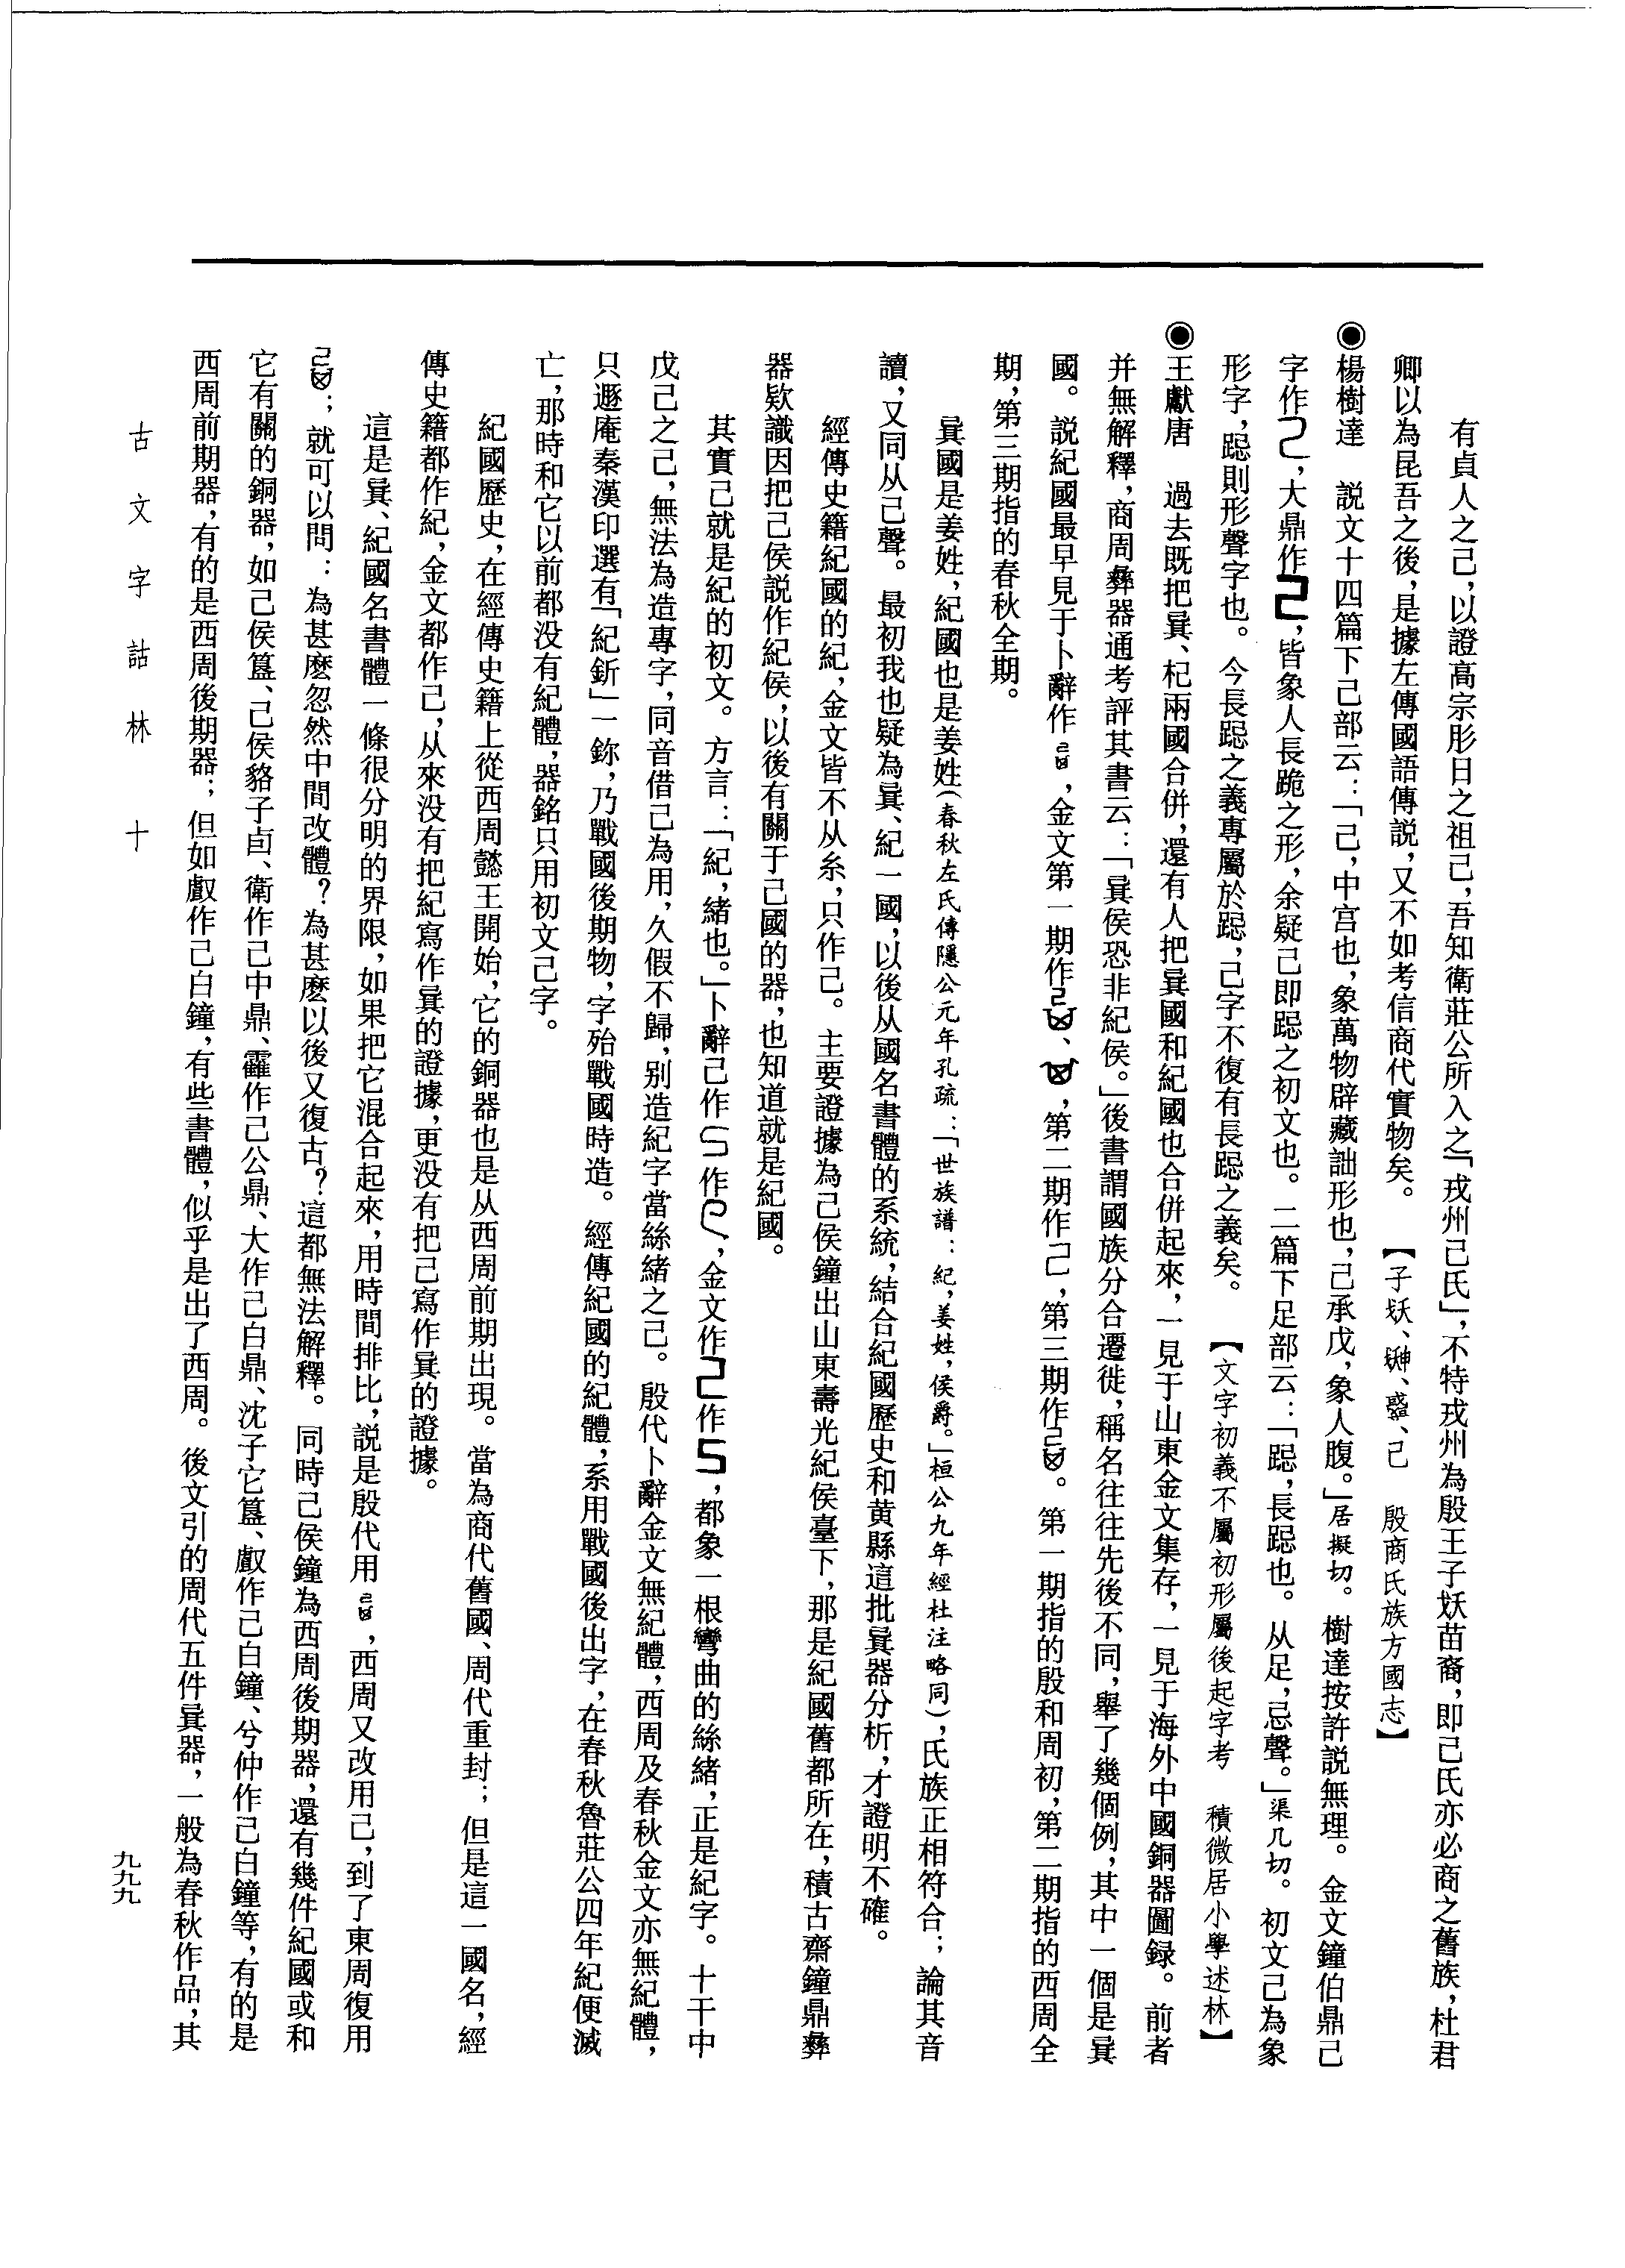 有貞人之己，以證高宗肜日之祖己，吾知衛莊公所入之「戎州己氏」，不特戎州為殷王子妖苗裔，即己氏亦必商之舊族，杜君
卿以為昆吾之後，是據左傳國語傳説，又不如考信商代實物矣。【子妖、、、己　殷商氏族方國志】
◉楊樹達　説文十四篇下己部云：「己，中宫也，象萬物辟藏詘形也，己承戊，象人腹。」居擬切。樹達按許説無理。金文鐘伯鼎己
字作，大鼎作，皆象人長跪之形，余疑己即跽之初文也。二篇下足部云：「跽，長跽也。从足，忌聲。」渠几切。初文己為象
形字，跽則形聲字也。今長跽之義專屬於跽，己字不復有長跽之義矣。【文字初義不屬初形屬後起字考　積微居小學述林】
◉王獻唐　過去既把㠱、杞兩國合併，還有人把㠱國和紀國也合併起來，一見于山東金文集存，一見于海外中國銅器圖録。前者
并無解釋，商周彝器通考評其書云：「㠱侯恐非紀侯。」後書謂國族分合遷徙，稱名往往先後不同，舉了幾個例，其中一個是㠱
國。説紀國最早見于卜辭作，金文第一期作、，第二期作己，第三期作。第一期指的殷和周初，第二期指的西周全
期，第三期指的春秋全期。
㠱國是姜姓，紀國也是姜姓（春秋左氏傳隱公元年孔疏：「世族譜：紀，姜姓，侯爵。」桓公九年經杜注略同），氏族正相符合；論其音
讀，又同从己聲。最初我也疑為㠱、紀一國，以後从國名書體的系統，結合紀國歷史和黄縣這批㠱器分析，才證明不確。
經傳史籍紀國的紀，金文皆不从糸，只作己。主要證據為己侯鐘出山東壽光紀侯臺下，那是紀國舊都所在，積古齋鐘鼎彝
器欵識因把己侯説作紀侯，以後有關于己國的器，也知道就是紀國。
其實己就是紀的初文。方言：「紀，緒也。」卜辭己作作，金文作作，都象一根彎曲的絲緒，正是紀字。十干中
戊己之己，無法為造專字，同音借己為用，久假不歸，别造紀字當絲緒之己。殷代卜辭金文無紀體，西周及春秋金文亦無紀體，
只遯庵秦漢印選有「紀釿」一鉨，乃戰國後期物，字殆戰國時造。經傳紀國的紀體，系用戰國後出字，在春秋魯莊公四年紀便滅
亡，那時和它以前都没有紀體，器銘只用初文己字。
紀國歷史，在經傳史籍上從西周懿王開始，它的銅器也是从西周前期出現。當為商代舊國、周代重封；但是這一國名，經
傳史籍都作紀，金文都作己，从來没有把紀寫作㠱的證據，更没有把己寫作㠱的證據。
這是㠱、紀國名書體一條很分明的界限，如果把它混合起來，用時間排比，説是殷代用，西周又改用己，到了東周復用
；就可以問：為甚麽忽然中間改體？為甚麽以後又復古？這都無法解釋。同時己侯鐘為西周後期器，還有幾件紀國或和
它有關的銅器，如己侯簋、己侯貉子卣、衛作己中鼎、霍作己公鼎、大作己白鼎、沈子它簋、㪤作己白鐘、兮仲作己白鐘等，有的是
西周前期器，有的是西周後期器；但如㪤作己白鐘，有些書體，似乎是出了西周。後文引的周代五件㠱器，一般為春秋作品，其
古文字詁林　十
九九九